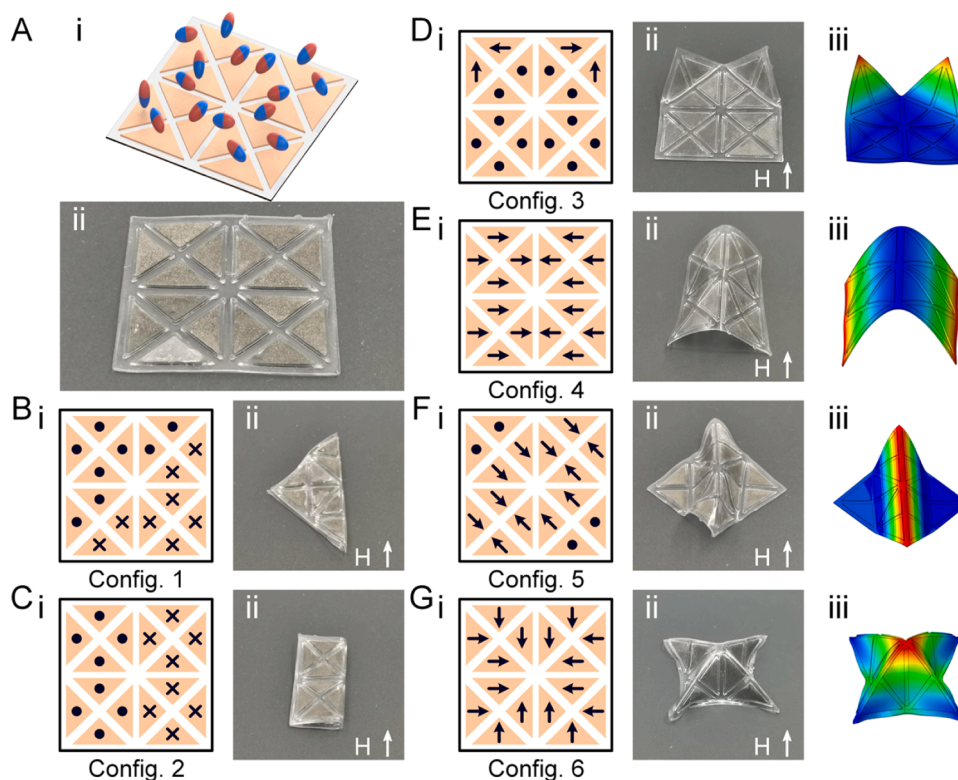 A i
ii
B i ii
H
Config. 1
C i ii
H
Config. 2
D i ii iii
H
Config. 3
E i ii iii
H
Config. 4
F i ii iii
H
Config. 5
G i ii iii
H
Config. 6